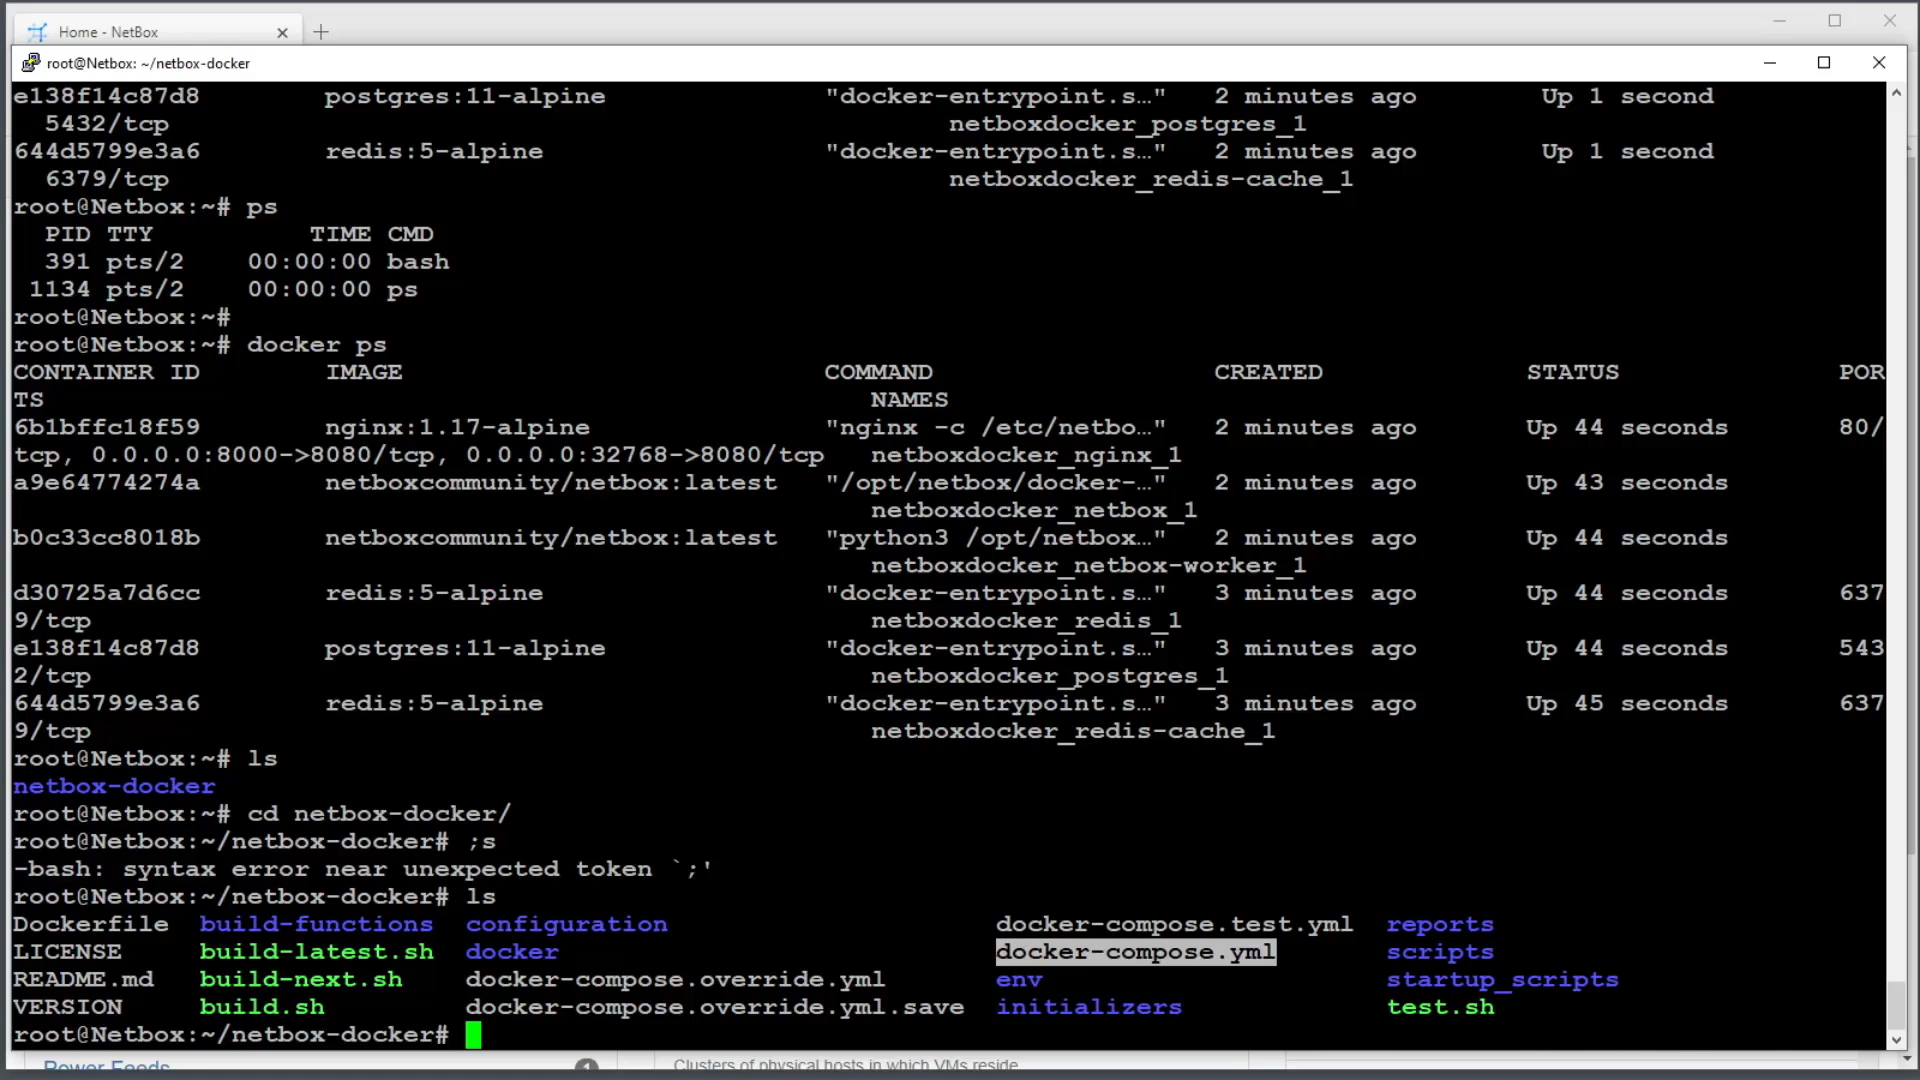 Home - NetBox
root@Netbox: ~/netbox-docker
e138f14c87d8        postgres:11-alpine              "docker-entrypoint.s…"   2 minutes ago        Up 1 second
  5432/tcp                                                  netboxdocker_postgres_1
644d5799e3a6        redis:5-alpine                  "docker-entrypoint.s…"   2 minutes ago        Up 1 second
  6379/tcp                                                  netboxdocker_redis-cache_1
root@Netbox:~# ps
  PID TTY          TIME CMD
  391 pts/2    00:00:00 bash
 1134 pts/2    00:00:00 ps
root@Netbox:~#
root@Netbox:~# docker ps
CONTAINER ID        IMAGE                           COMMAND                  CREATED             STATUS              POR
TS                                                     NAMES
6b1bffc18f59        nginx:1.17-alpine               "nginx -c /etc/netbo…"   2 minutes ago       Up 44 seconds       80/
tcp, 0.0.0.0:8000->8080/tcp, 0.0.0.0:32768->8080/tcp   netboxdocker_nginx_1
a9e64774274a        netboxcommunity/netbox:latest   "/opt/netbox/docker-…"   2 minutes ago       Up 43 seconds
                                                       netboxdocker_netbox_1
b0c33cc8018b        netboxcommunity/netbox:latest   "python3 /opt/netbox…"   2 minutes ago       Up 44 seconds
                                                       netboxdocker_netbox-worker_1
d30725a7d6cc        redis:5-alpine                  "docker-entrypoint.s…"   3 minutes ago       Up 44 seconds       637
9/tcp                                                  netboxdocker_redis_1
e138f14c87d8        postgres:11-alpine              "docker-entrypoint.s…"   3 minutes ago       Up 44 seconds       543
2/tcp                                                  netboxdocker_postgres_1
644d5799e3a6        redis:5-alpine                  "docker-entrypoint.s…"   3 minutes ago       Up 45 seconds       637
9/tcp                                                  netboxdocker_redis-cache_1
root@Netbox:~# ls
netbox-docker
root@Netbox:~# cd netbox-docker/
root@Netbox:~/netbox-docker# ;s
-bash: syntax error near unexpected token `;'
root@Netbox:~/netbox-docker# ls
Dockerfile  build-functions  configuration                     docker-compose.test.yml  reports
LICENSE     build-latest.sh  docker                            docker-compose.yml       scripts
README.md   build-next.sh    docker-compose.override.yml       env                      startup_scripts
VERSION     build.sh         docker-compose.override.yml.save  initializers             test.sh
root@Netbox:~/netbox-docker#
Power Feeds
Clusters of physical hosts in which VMs reside